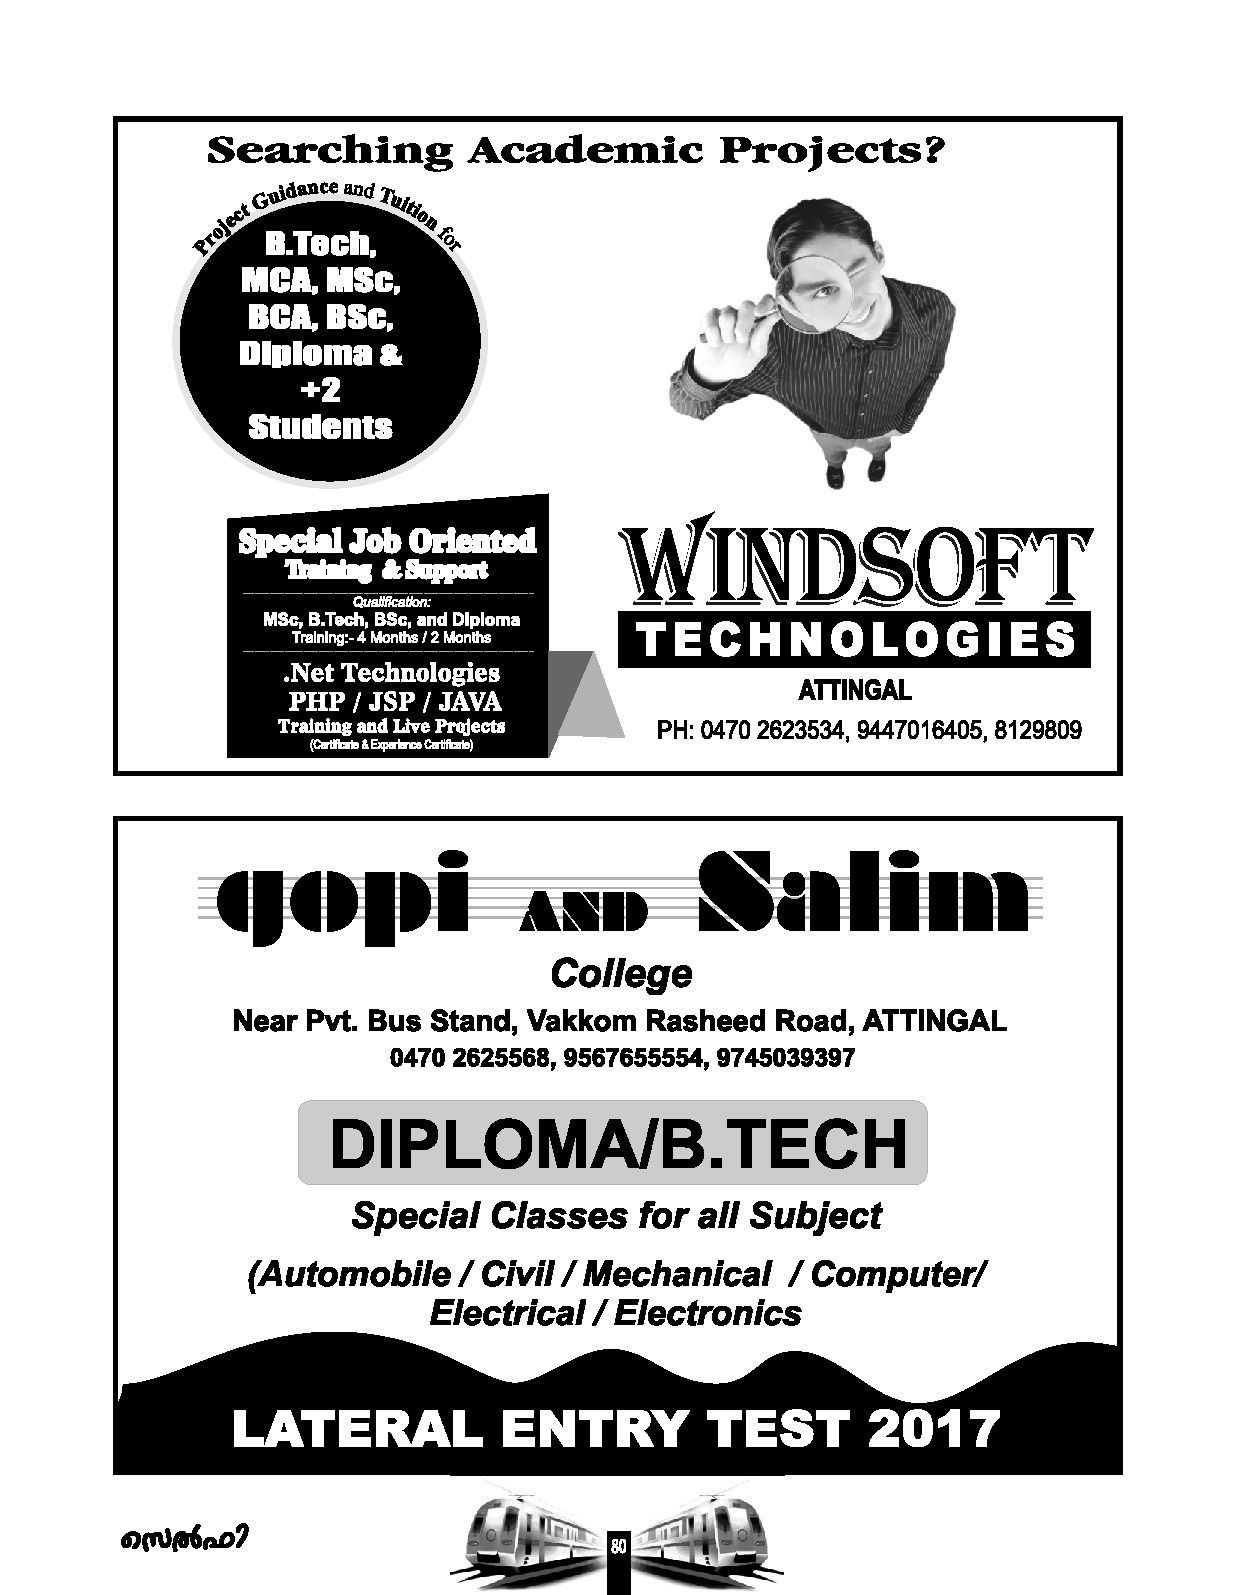 Searching Academic Projects?
Project Guidance and Tuition for
B.Tech,
MCA, MSc,
BCA, BSc,
Diploma &
+2
Students
Special Job Oriented
Training & Support
Qualification:
MSc, B.Tech, BSc, and Diploma
Training:- 4 Months / 2 Months
.Net Technologies
PHP / JSP / JAVA
Training and Live Projects
(Certificate & Experience Certificate)
WINDSOFT
TECHNOLOGIES
ATTINGAL
PH: 0470 2623534, 9447016405, 8129809
gopi AND Salim
College
Near Pvt. Bus Stand, Vakkom Rasheed Road, ATTINGAL
0470 2625568, 9567655554, 9745039397
DIPLOMA/B.TECH
Special Classes for all Subject
(Automobile / Civil / Mechanical / Computer/
Electrical / Electronics
LATERAL ENTRY TEST 2017
സെൽഫി
80